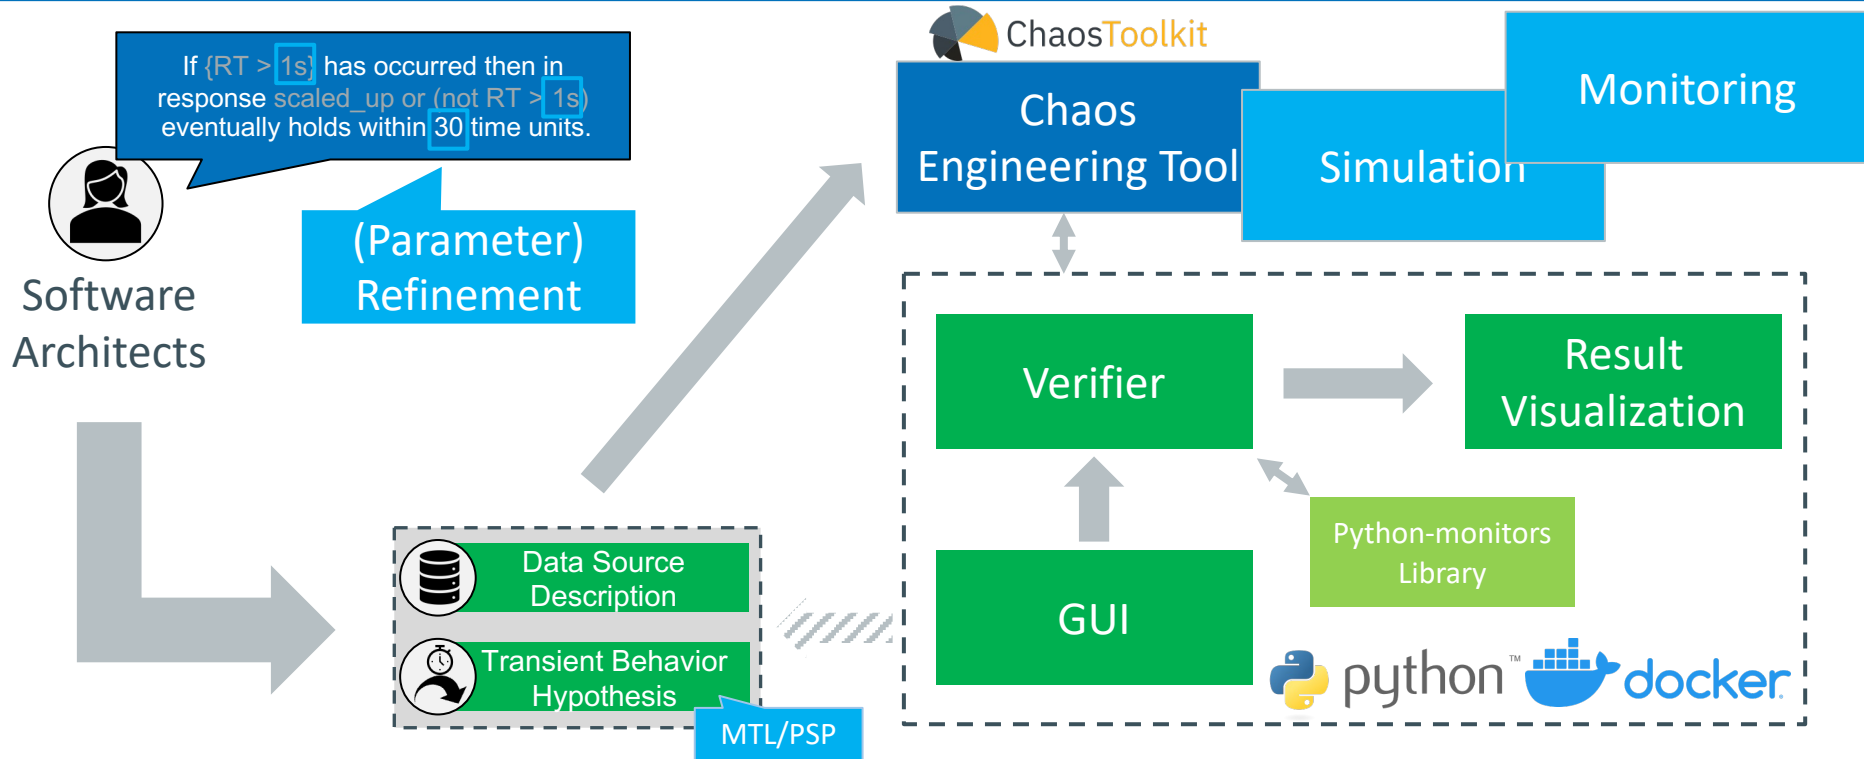 If {RT > 1s} has occurred then in
response scaled_up or (not RT > 1s)
eventually holds within 30 time units.
(Parameter)
Refinement
Software
Architects
ChaosToolkit
Chaos
Engineering Tool
Simulation
Monitoring
Verifier
Result
Visualization
Python-monitors
Library
GUI
python™
docker
Data Source
Description
Transient Behavior
Hypothesis
MTL/PSP